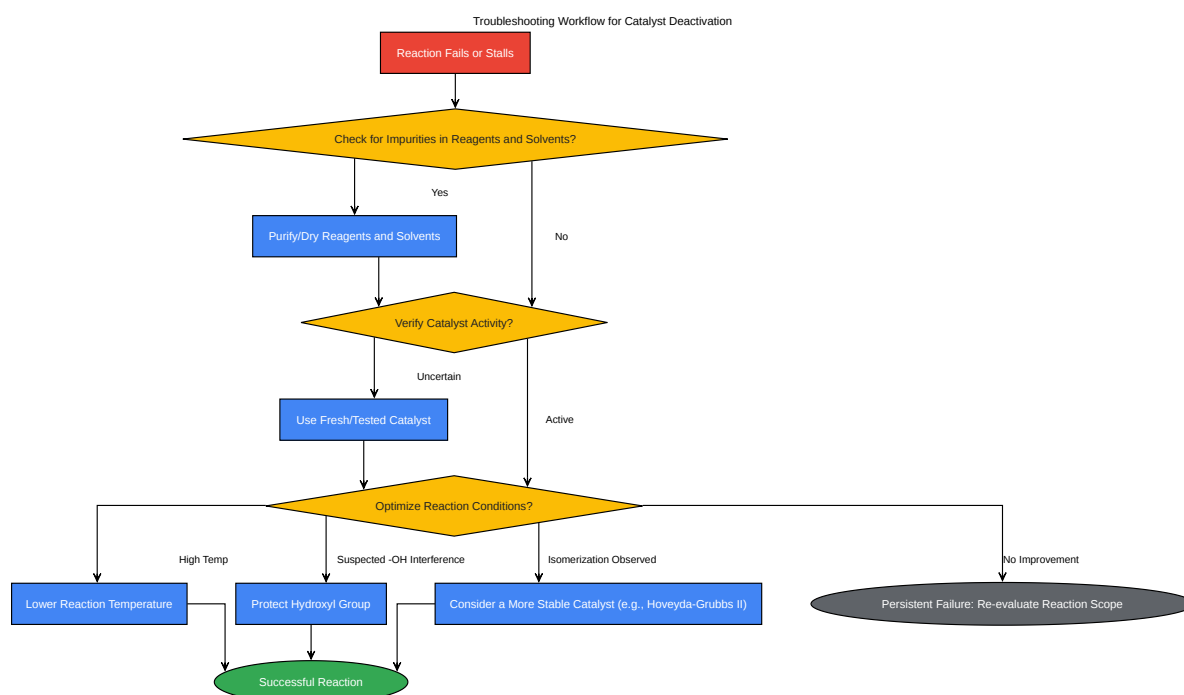 Troubleshooting Workflow for Catalyst Deactivation
Reaction Fails or Stalls
Check for Impurities in Reagents and Solvents?
Yes
Purify/Dry Reagents and Solvents
No
Verify Catalyst Activity?
Uncertain
Use Fresh/Tested Catalyst
Active
Optimize Reaction Conditions?
High Temp
Suspected -OH Interference
Isomerization Observed
No Improvement
Lower Reaction Temperature
Protect Hydroxyl Group
Consider a More Stable Catalyst (e.g., Hoveyda-Grubbs II)
Persistent Failure: Re-evaluate Reaction Scope
Successful Reaction